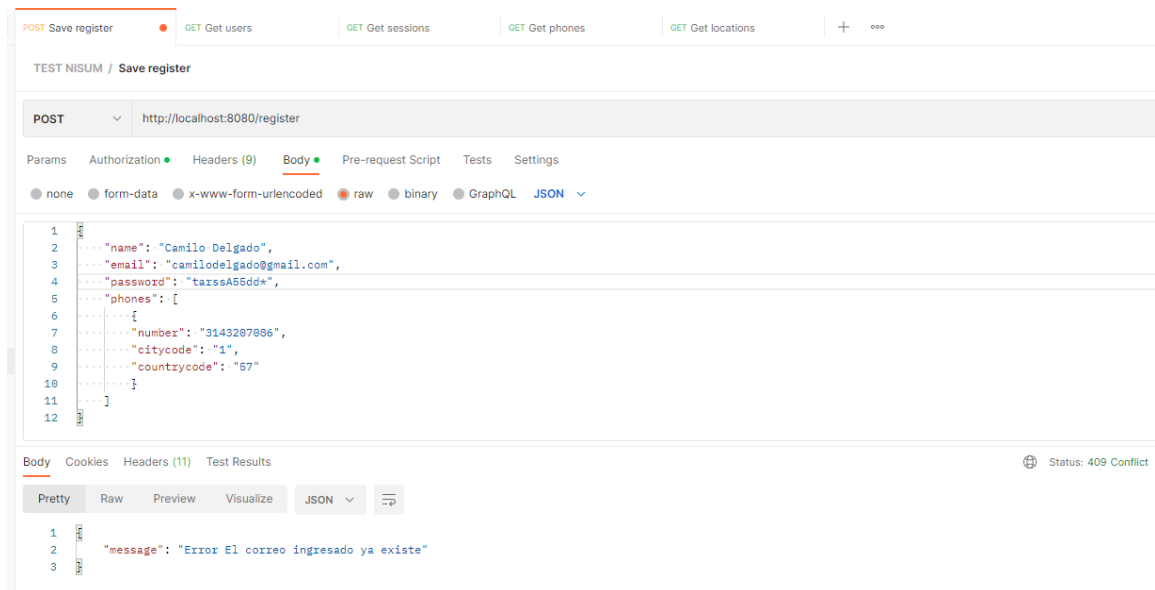 POST Save register GET Get users GET Get sessions GET Get phones GET Get locations + ooo
TEST NISUM / Save register
POST http://localhost:8080/register
Params Authorization Headers (9) Body Pre-request Script Tests Settings
none form-data x-www-form-urlencoded raw binary GraphQL JSON
1 {
2 "name": "Camilo Delgado",
3 "email": "camilodelgado@gmail.com",
4 "password": "tarssA55dd*",
5 "phones": [
6 {
7 "number": "3143207086",
8 "citycode": "1",
9 "countrycode": "57"
10 }
11 ]
12 }
Body Cookies Headers (11) Test Results Status: 409 Conflict
Pretty Raw Preview Visualize JSON
1 {
2 "message": "Error El correo ingresado ya existe"
3 }